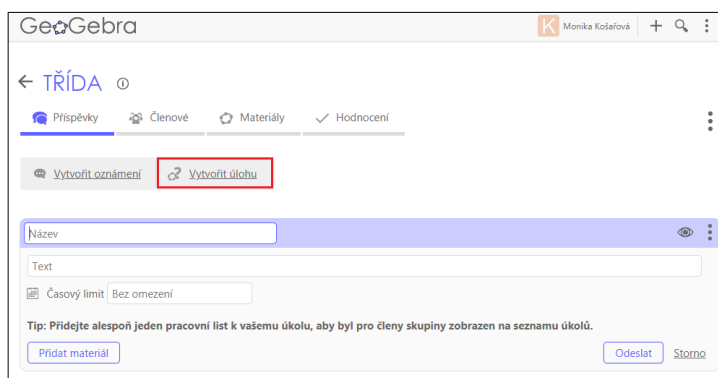 GeoGebra
K Monika Košařová
TŘÍDA
Příspěvky Členové Materiály Hodnocení
Vytvořit oznámení Vytvořit úlohu
Název
Text
Časový limit Bez omezení
Tip: Přidejte alespoň jeden pracovní list k vašemu úkolu, aby byl pro členy skupiny zobrazen na seznamu úkolů.
Přidat materiál Odeslat Storno